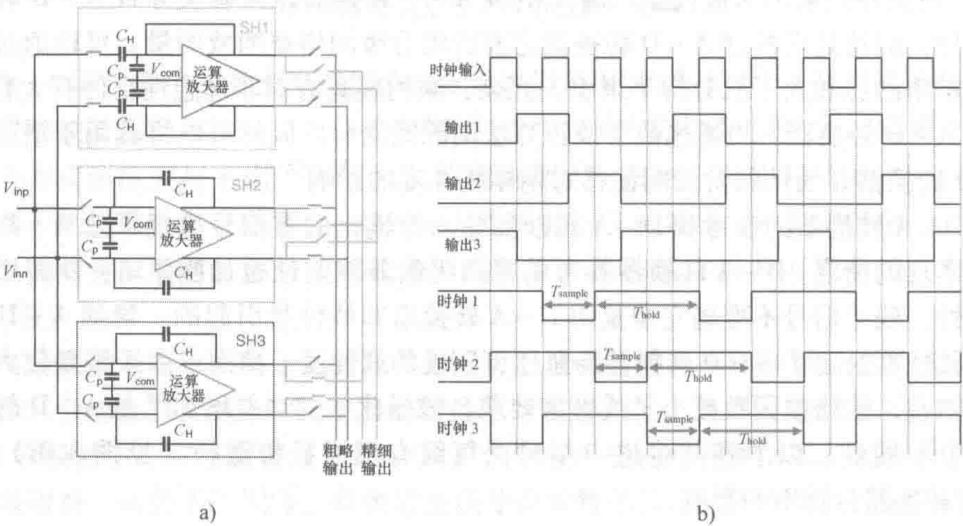 SH1
C_H
C_p
V_com
运算
放大器
C_p
C_H
SH2
C_H
V_inp
V_com
运算
放大器
C_p
V_inn
C_H
SH3
C_H
C_p
V_com
运算
放大器
C_p
C_H
粗略 精细
输出 输出
a)
时钟输入
输出1
输出2
输出3
时钟 1
T_sample
T_hold
时钟 2
T_sample
T_hold
时钟 3
T_sample
T_hold
b)